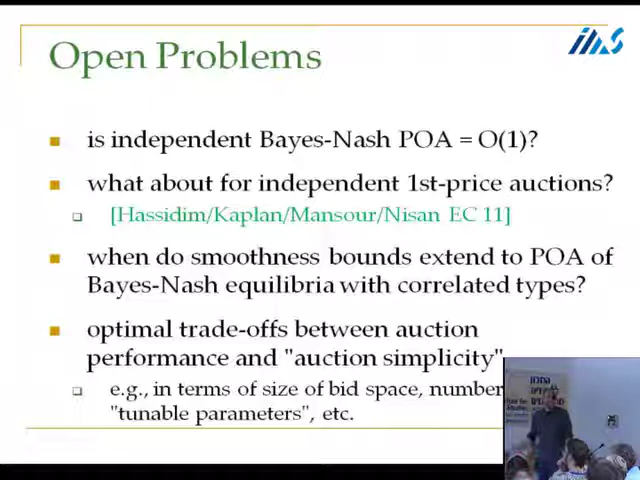 Open Problems
is independent Bayes-Nash POA = O(1)?
what about for independent 1st-price auctions?
[Hassidim/Kaplan/Mansour/Nisan EC 11]
when do smoothness bounds extend to POA of
Bayes-Nash equilibria with correlated types?
optimal trade-offs between auction
performance and "auction simplicity"
e.g., in terms of size of bid space, number
"tunable parameters", etc.